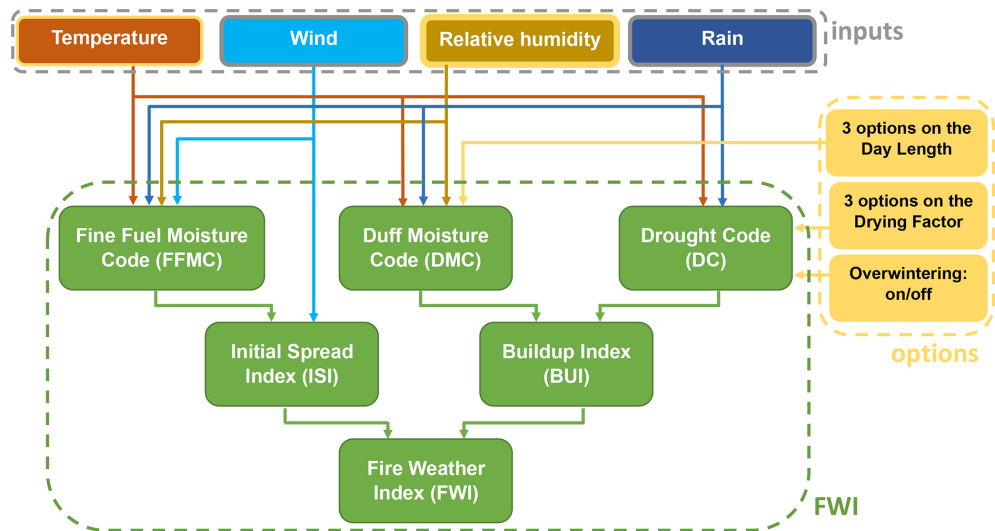 Temperature
Wind
Relative humidity
Rain
inputs
3 options on the
Day Length
3 options on the
Drying Factor
Overwintering:
on/off
options
Fine Fuel Moisture
Code (FFMC)
Duff Moisture
Code (DMC)
Drought Code
(DC)
Initial Spread
Index (ISI)
Buildup Index
(BUI)
Fire Weather
Index (FWI)
FWI